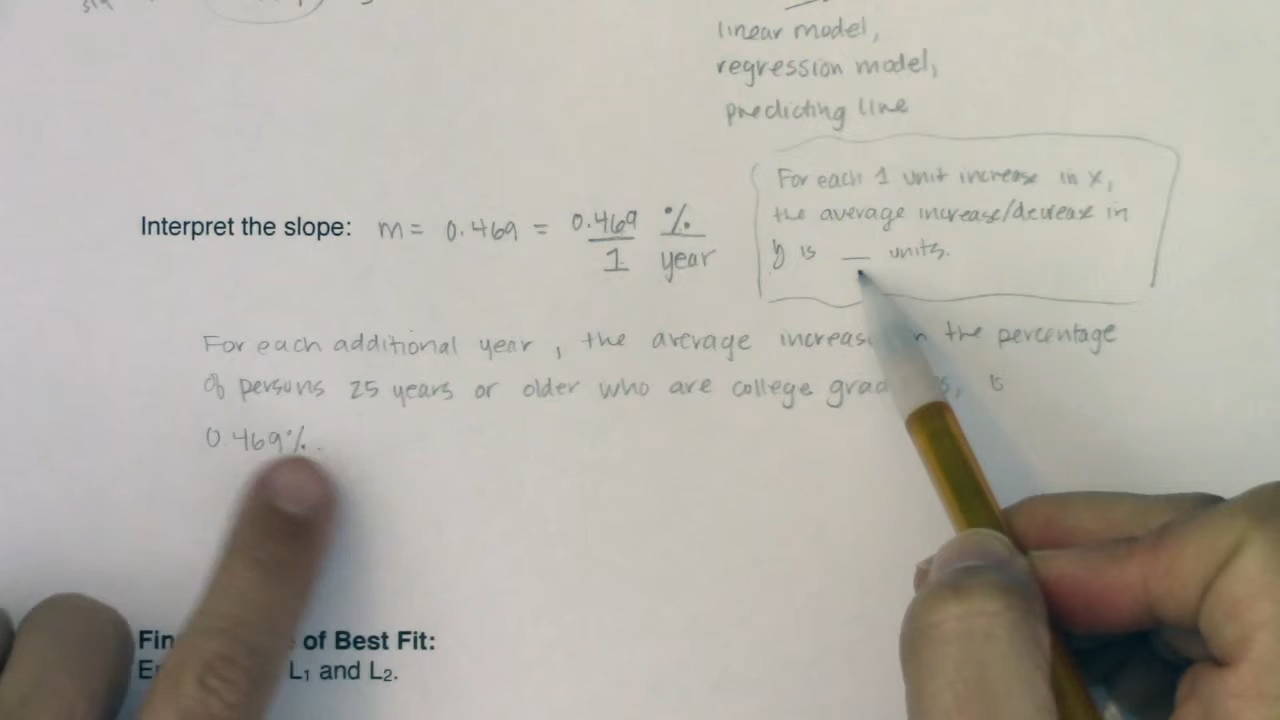 linear model,
regression model,
predicting line
For each 1 unit increase in x,
the average increase/decrease in
y is __ units.
Interpret the slope: m = 0.469 = 0.469 % / 1 year
For each additional year, the average increase in the percentage
of persons 25 years or older who are college grad s, is
0.469%.
of Best Fit:
L₁ and L₂.